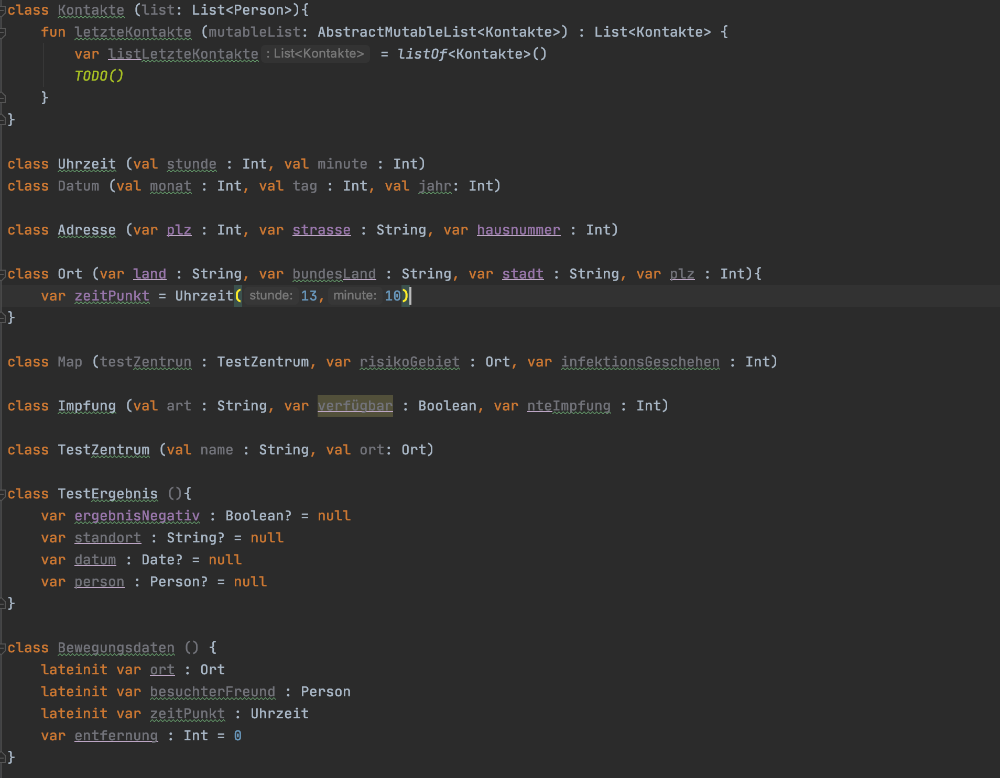 class Kontakte (list: List<Person>){
    fun letzteKontakte (mutableList: AbstractMutableList<Kontakte>) : List<Kontakte> {
        var listLetzteKontakte : List<Kontakte> = listOf<Kontakte>()
        TODO()
    }
}
class Uhrzeit (val stunde : Int, val minute : Int)
class Datum (val monat : Int, val tag : Int, val jahr: Int)
class Adresse (var plz : Int, var strasse : String, var hausnummer : Int)
class Ort (var land : String, var bundesLand : String, var stadt : String, var plz : Int){
    var zeitPunkt = Uhrzeit( stunde: 13, minute: 10)
}
class Map (testZentrun : TestZentrum, var risikoGebiet : Ort, var infektionsGeschehen : Int)
class Impfung (val art : String, var verfügbar : Boolean, var nteImpfung : Int)
class TestZentrum (val name : String, val ort: Ort)
class TestErgebnis (){
    var ergebnisNegativ : Boolean? = null
    var standort : String? = null
    var datum : Date? = null
    var person : Person? = null
}
class Bewegungsdaten () {
    lateinit var ort : Ort
    lateinit var besuchterFreund : Person
    lateinit var zeitPunkt : Uhrzeit
    var entfernung : Int = 0
}